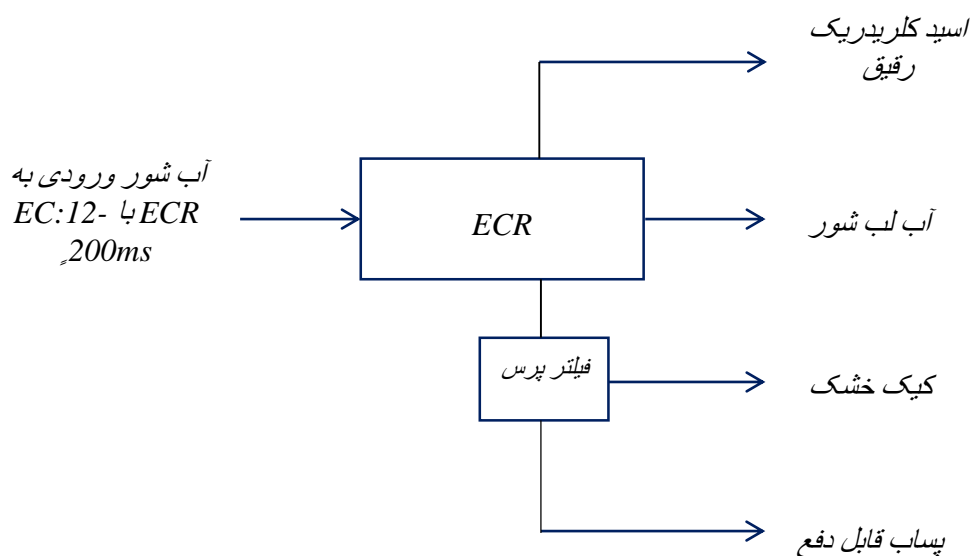 اسید کلریدریک
رقیق
آب شور ورودی به
ECR با EC:12-
200ms
ECR
آب لب شور
فیلتر پرس
کیک خشک
پساب قابل دفع